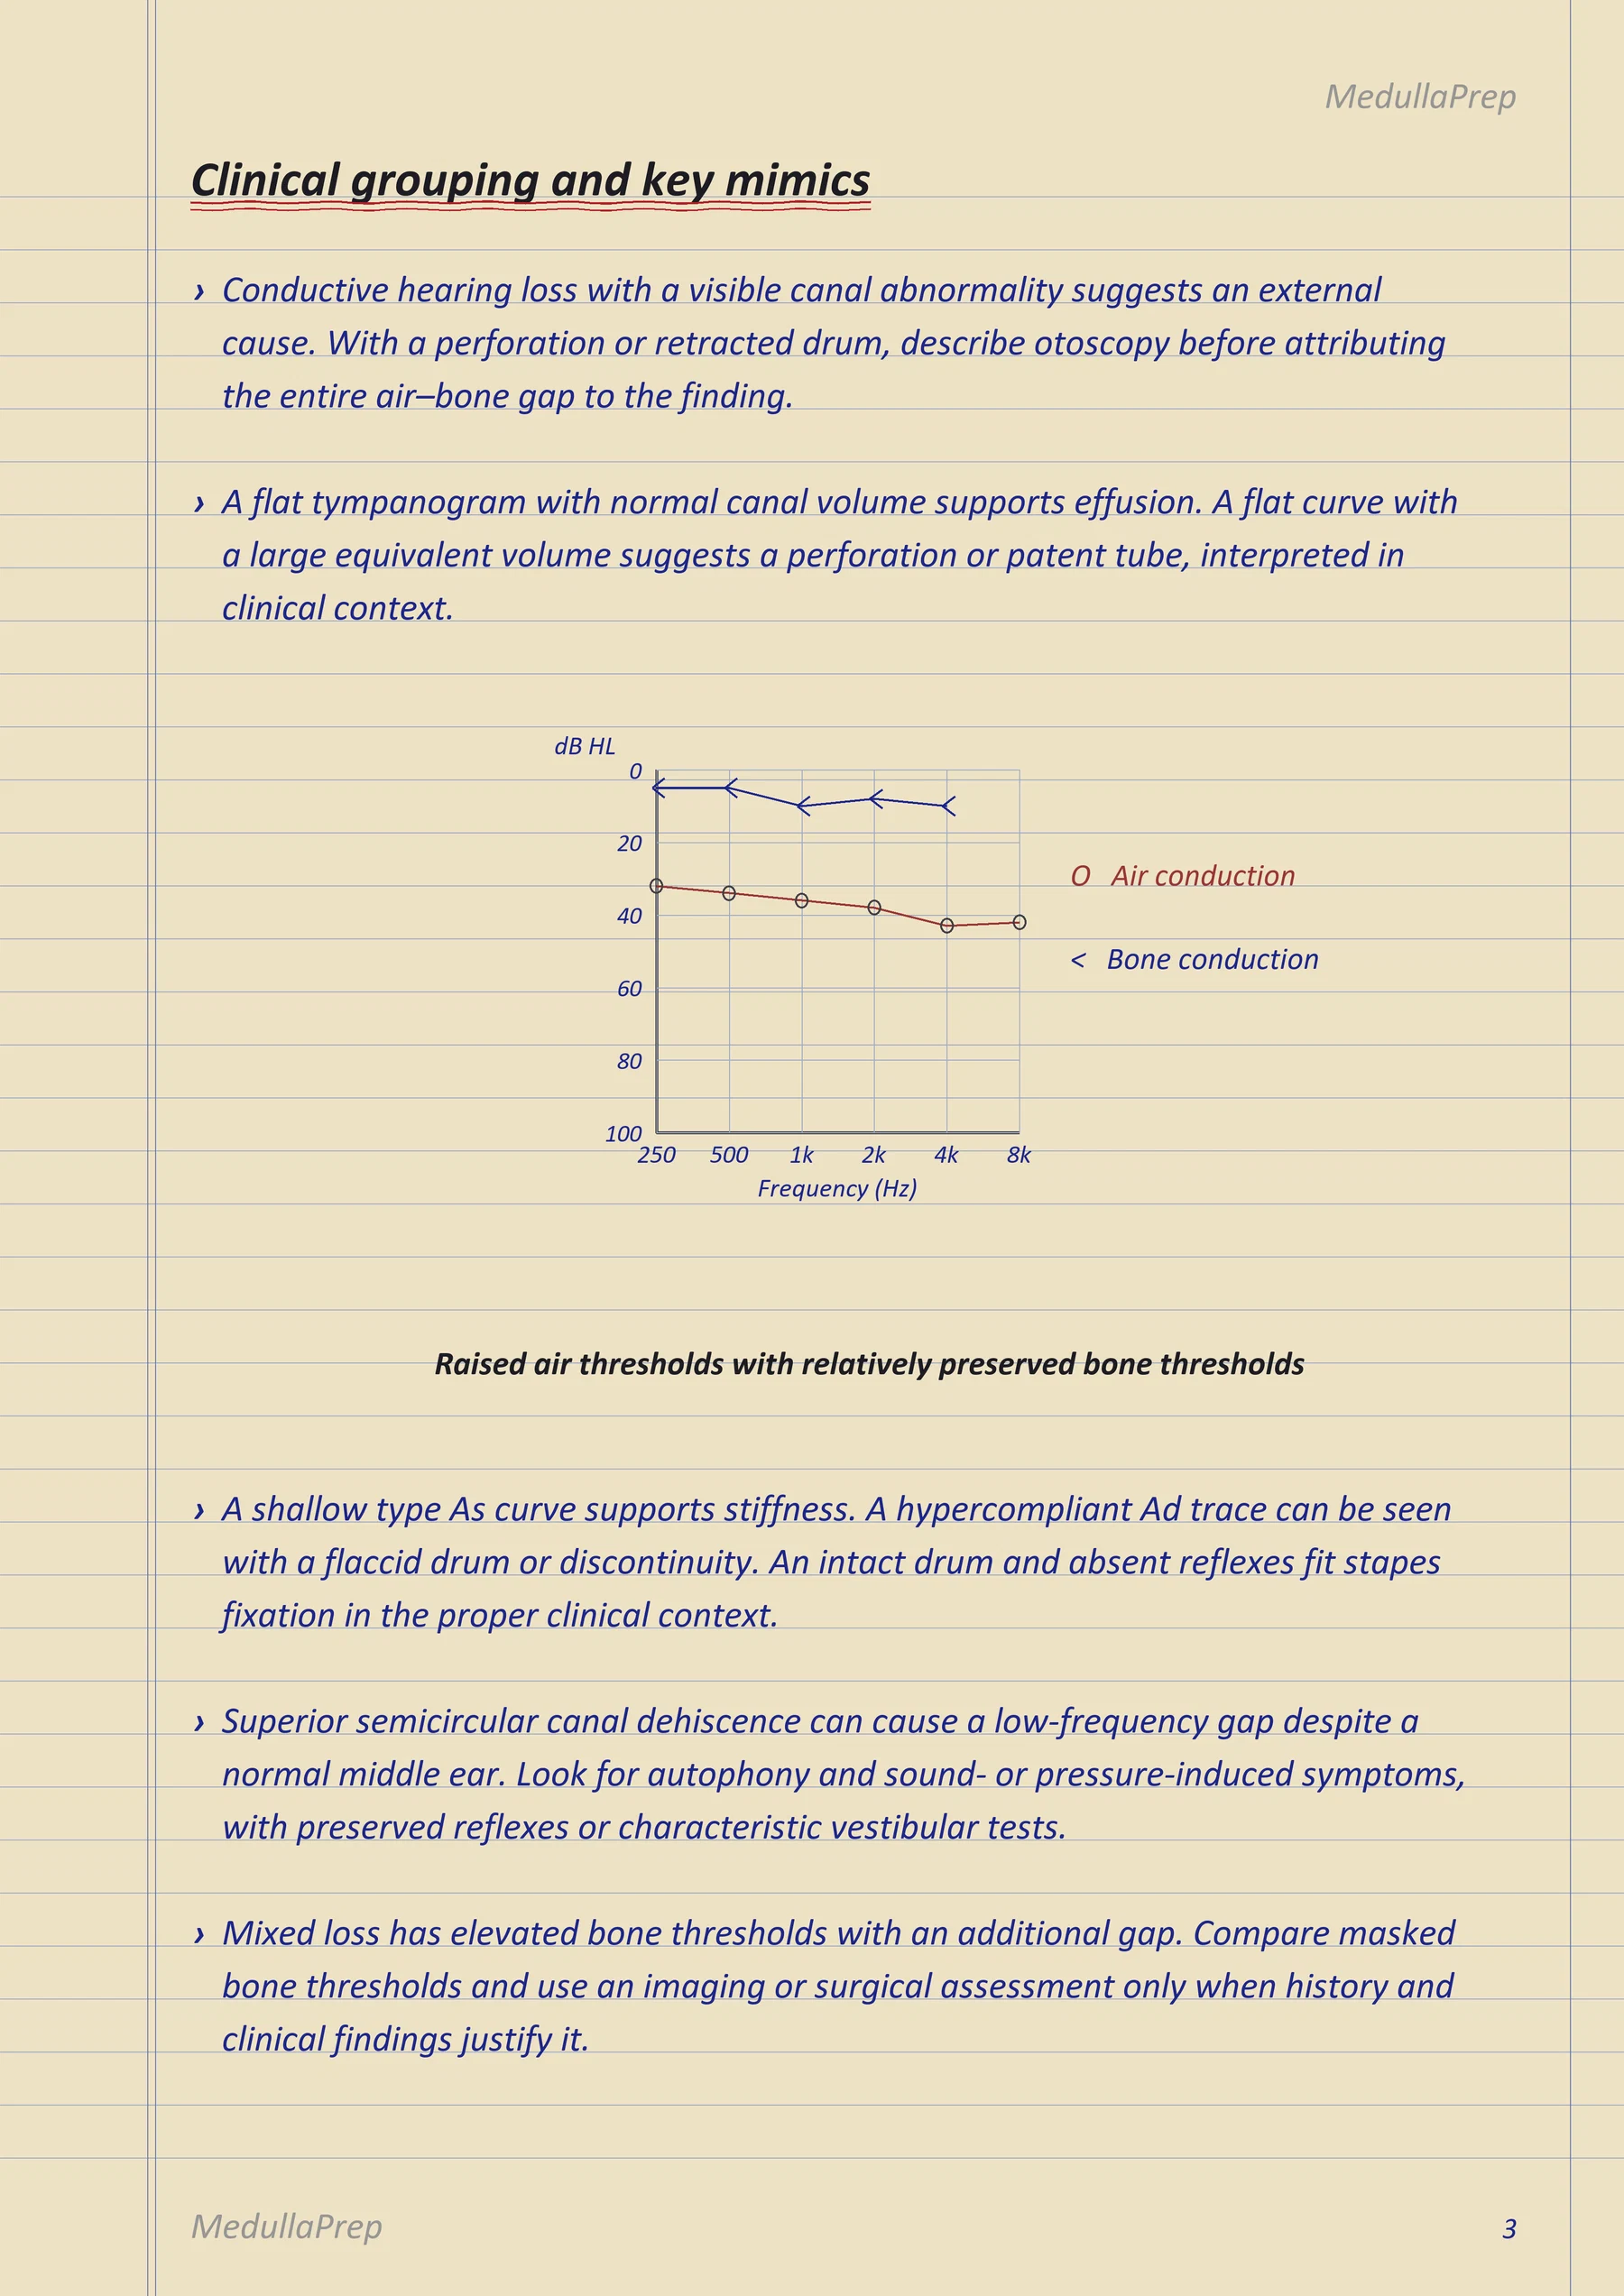 MedullaPrep
Clinical grouping and key mimics
› Conductive hearing loss with a visible canal abnormality suggests an external
cause. With a perforation or retracted drum, describe otoscopy before attributing
the entire air–bone gap to the finding.
› A flat tympanogram with normal canal volume supports effusion. A flat curve with
a large equivalent volume suggests a perforation or patent tube, interpreted in
clinical context.
dB HL
0
20
40
60
80
100
250 500 1k 2k 4k 8k
Frequency (Hz)
O Air conduction
< Bone conduction
Raised air thresholds with relatively preserved bone thresholds
› A shallow type As curve supports stiffness. A hypercompliant Ad trace can be seen
with a flaccid drum or discontinuity. An intact drum and absent reflexes fit stapes
fixation in the proper clinical context.
› Superior semicircular canal dehiscence can cause a low-frequency gap despite a
normal middle ear. Look for autophony and sound- or pressure-induced symptoms,
with preserved reflexes or characteristic vestibular tests.
› Mixed loss has elevated bone thresholds with an additional gap. Compare masked
bone thresholds and use an imaging or surgical assessment only when history and
clinical findings justify it.
MedullaPrep
3